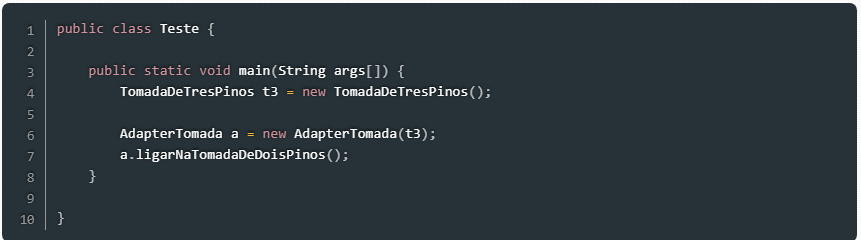 1 public class Teste {
2
3     public static void main(String args[]) {
4         TomadaDeTresPinos t3 = new TomadaDeTresPinos();
5
6         AdapterTomada a = new AdapterTomada(t3);
7         a.ligarNaTomadaDeDoisPinos();
8     }
9
10 }